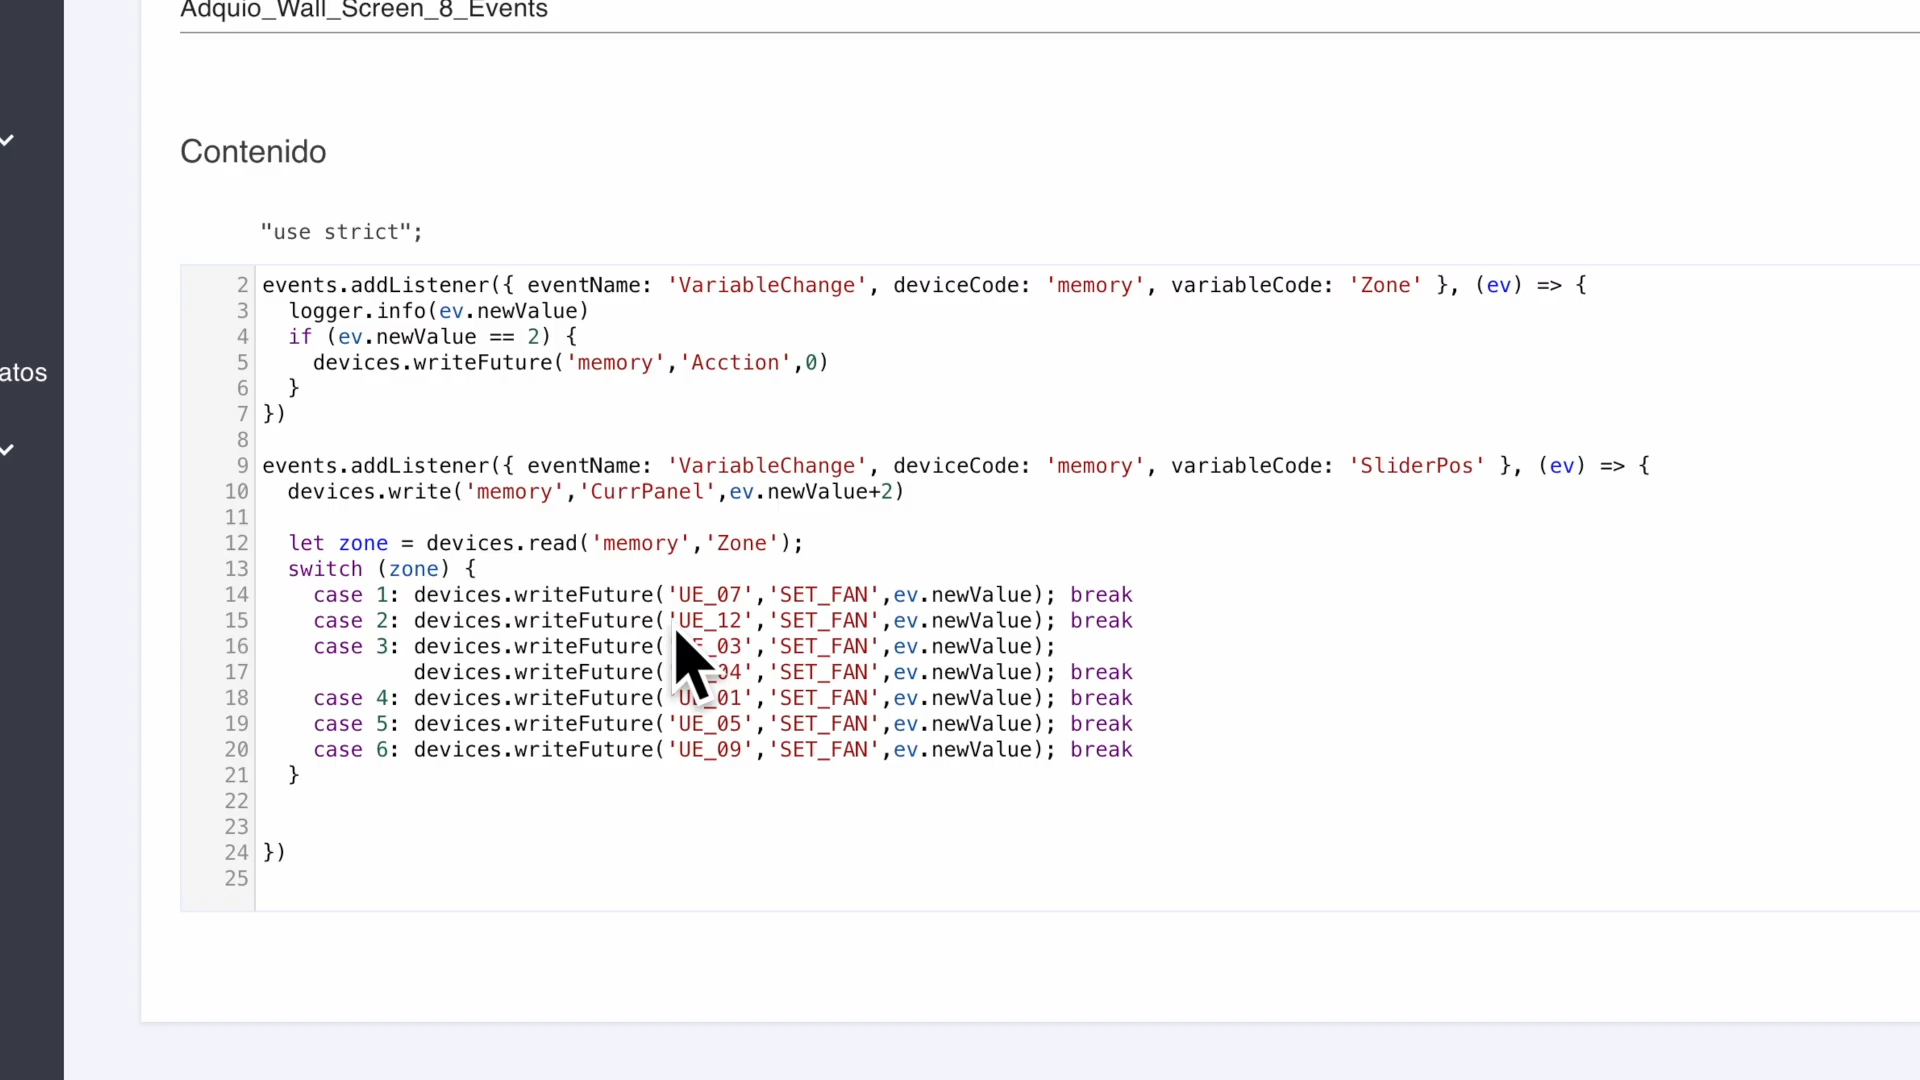 Adquio_Wall_Screen_8_Events
Contenido
"use strict";
atos
2 events.addListener({ eventName: 'VariableChange', deviceCode: 'memory', variableCode: 'Zone' }, (ev) => {
3   logger.info(ev.newValue)
4   if (ev.newValue == 2) {
5     devices.writeFuture('memory','Acction',0)
6   }
7 })
8
9 events.addListener({ eventName: 'VariableChange', deviceCode: 'memory', variableCode: 'SliderPos' }, (ev) => {
10   devices.write('memory','CurrPanel',ev.newValue+2)
11
12   let zone = devices.read('memory','Zone');
13   switch (zone) {
14     case 1: devices.writeFuture('UE_07','SET_FAN',ev.newValue); break
15     case 2: devices.writeFuture('UE_12','SET_FAN',ev.newValue); break
16     case 3: devices.writeFuture( _03','SET_FAN',ev.newValue);
17             devices.writeFuture( 04','SET_FAN',ev.newValue); break
18     case 4: devices.writeFuture('UE_01','SET_FAN',ev.newValue); break
19     case 5: devices.writeFuture('UE_05','SET_FAN',ev.newValue); break
20     case 6: devices.writeFuture('UE_09','SET_FAN',ev.newValue); break
21   }
22
23
24 })
25